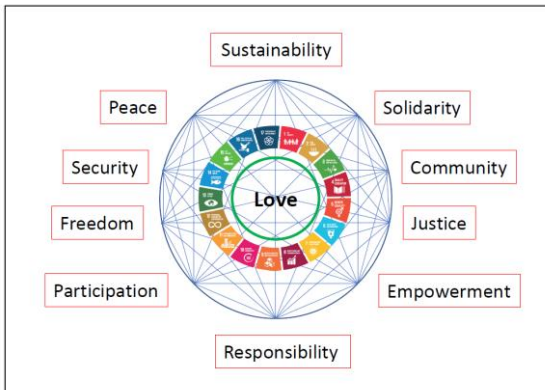 Sustainability
Peace
Solidarity
Security
Community
Love
Freedom
Justice
Participation
Empowerment
Responsibility